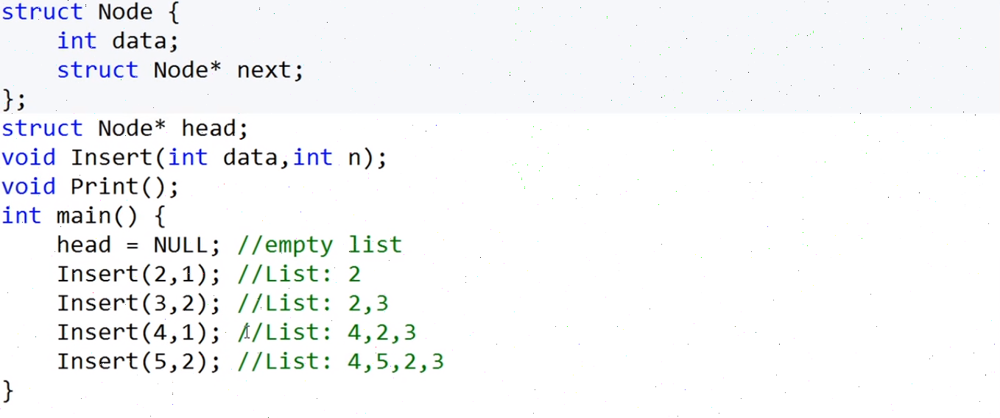 struct Node {
    int data;
    struct Node* next;
};
struct Node* head;
void Insert(int data,int n);
void Print();
int main() {
    head = NULL; //empty list
    Insert(2,1); //List: 2
    Insert(3,2); //List: 2,3
    Insert(4,1); //List: 4,2,3
    Insert(5,2); //List: 4,5,2,3
}